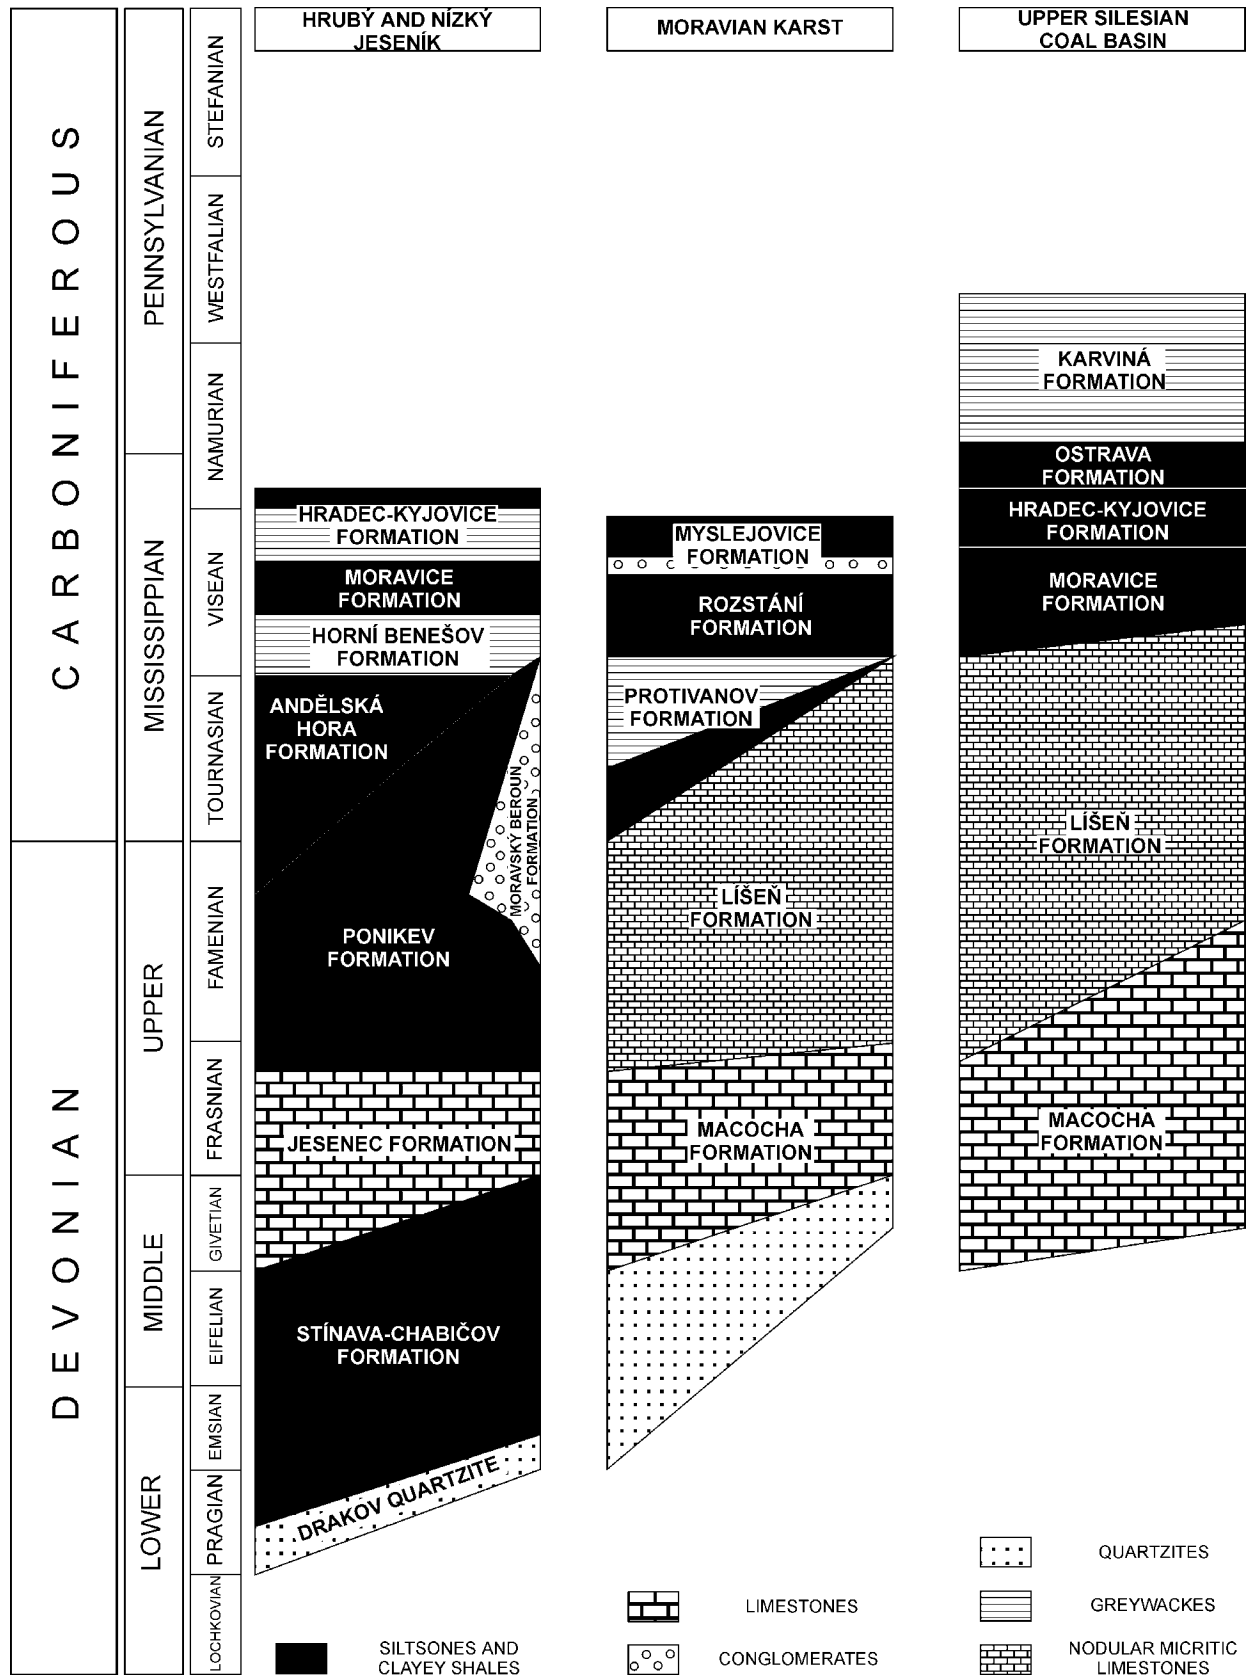 HRUBÝ AND NÍZKÝ
JESENÍK
MORAVIAN KARST
UPPER SILESIAN
COAL BASIN
CARBONIFEROUS
DEVONIAN
PENNSYLVANIAN
MISSISSIPPIAN
UPPER
MIDDLE
LOWER
STEFANIAN
WESTFALIAN
NAMURIAN
VISEAN
TOURNASIAN
FAMENIAN
FRASNIAN
GIVETIAN
EIFELIAN
EMSIAN
PRAGIAN
LOCHKOVIAN
HRADEC-KYJOVICE
FORMATION
MORAVICE
FORMATION
HORNÍ BENEŠOV
FORMATION
ANDĚLSKÁ
HORA
FORMATION
MORAVSKÝ BEROUN
FORMATION
PONIKEV
FORMATION
JESENEC FORMATION
STÍNAVA-CHABIČOV
FORMATION
DRAKOV QUARTZITE
MYSLEJOVICE
FORMATION
ROZSTÁNÍ
FORMATION
PROTIVANOV
FORMATION
LÍŠEŇ
FORMATION
MACOCHA
FORMATION
KARVINÁ
FORMATION
OSTRAVA
FORMATION
HRADEC-KYJOVICE
FORMATION
MORAVICE
FORMATION
LÍŠEŇ
FORMATION
MACOCHA
FORMATION
SILTSONES AND
CLAYEY SHALES
LIMESTONES
CONGLOMERATES
QUARTZITES
GREYWACKES
NODULAR MICRITIC
LIMESTONES